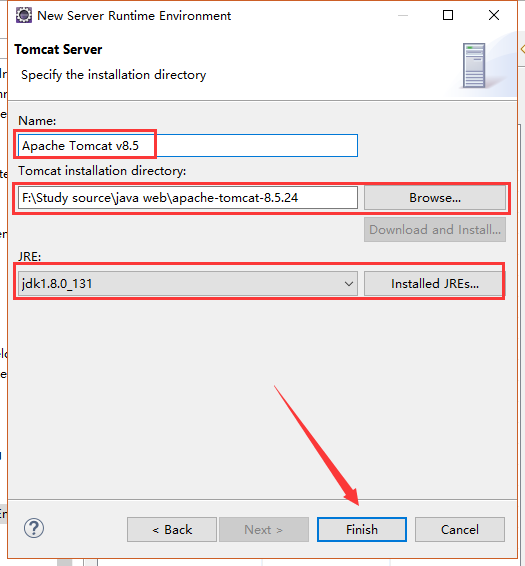 New Server Runtime Environment
Tomcat Server
Specify the installation directory
Name:
Apache Tomcat v8.5
Tomcat installation directory:
F:\Study source\java web\apache-tomcat-8.5.24
Browse...
Download and Install...
JRE:
jdk1.8.0_131
Installed JREs...
? < Back Next > Finish Cancel